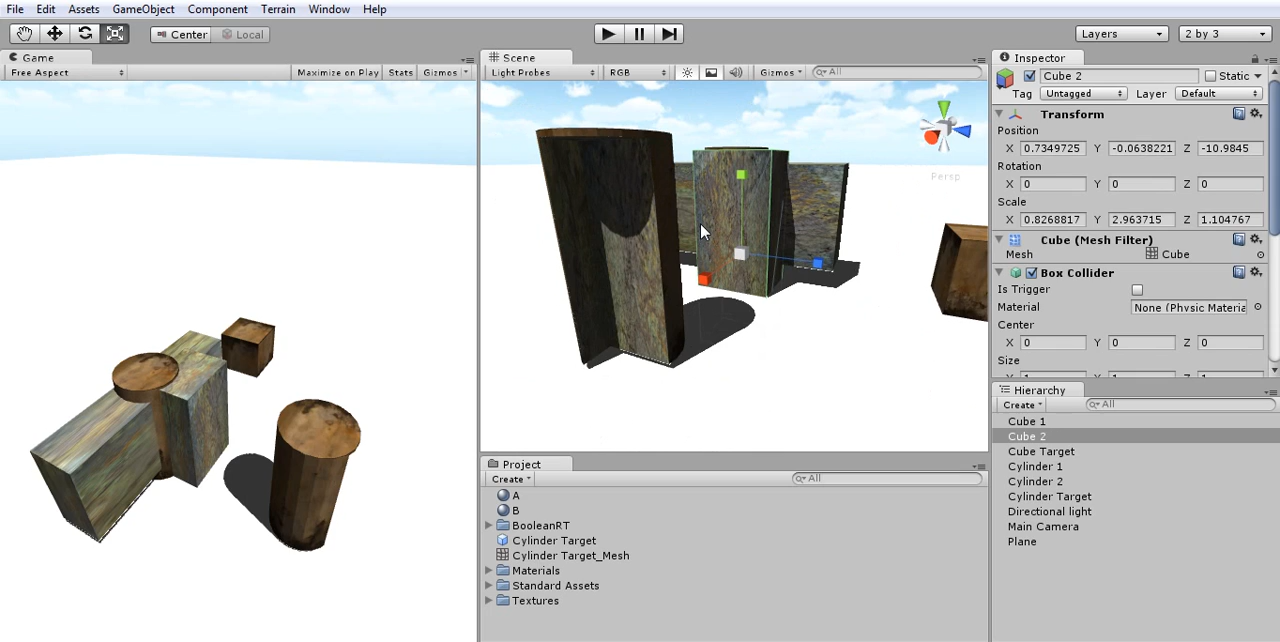 File Edit Assets GameObject Component Terrain Window Help
Center Local Layers 2 by 3
Game
Free Aspect Maximize on Play Stats Gizmos
Scene
Light Probes RGB Gizmos All
Persp
Inspector
Cube 2 Static
Tag Untagged Layer Default
Transform
Position
X 0.7349725 Y -0.0638221 Z -10.9845
Rotation
X 0 Y 0 Z 0
Scale
X 0.8268817 Y 2.963715 Z 1.104767
Cube (Mesh Filter)
Mesh Cube
Box Collider
Is Trigger
Material None (Physic Materia
Center
X 0 Y 0 Z 0
Size
X 1 Y 1 Z 1
Hierarchy
Create All
Cube 1
Cube 2
Cube Target
Cylinder 1
Cylinder 2
Cylinder Target
Directional light
Main Camera
Plane
Project
Create All
A
B
BooleanRT
Cylinder Target
Cylinder Target_Mesh
Materials
Standard Assets
Textures